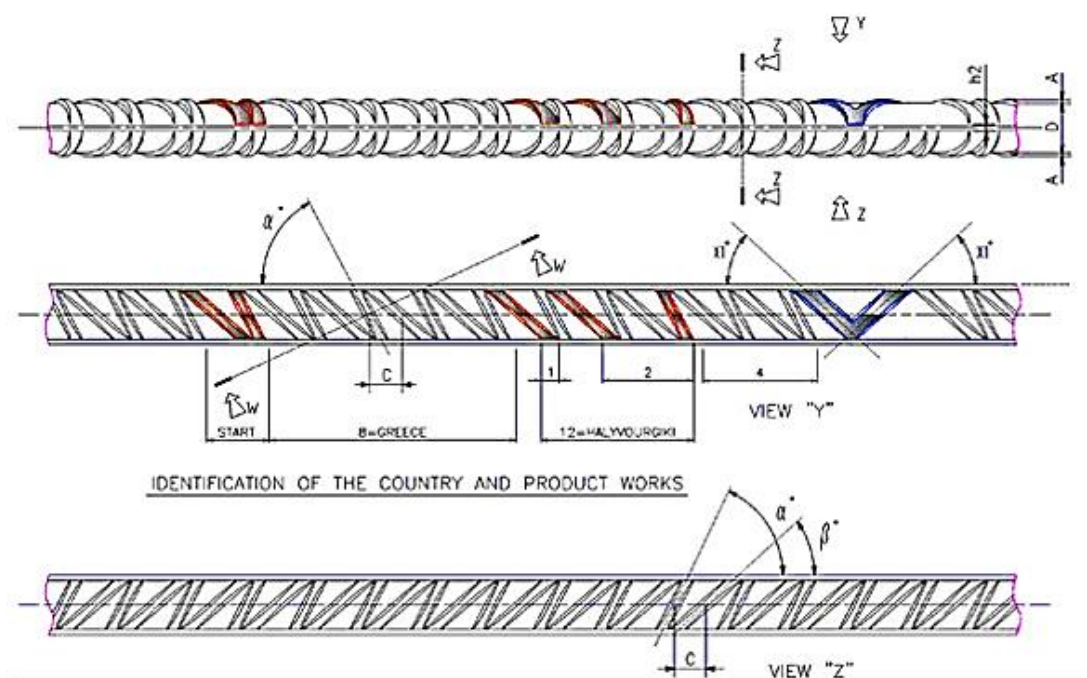 Y
Z
h2
A
D
A
Z
Z
α°
W
XI°
XI°
C
1
2
4
W
VIEW "Y"
START
8=GREECE
12=HALYVOURGIKI
IDENTIFICATION OF THE COUNTRY AND PRODUCT WORKS
α°
β°
C
VIEW "Z"